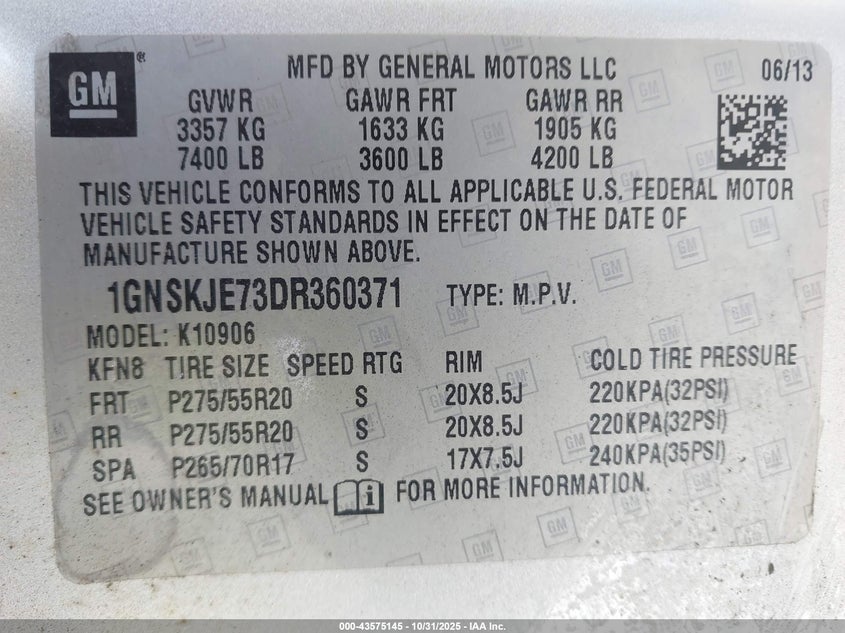 GM ® MFD BY GENERAL MOTORS LLC 06/13
GVWR GAWR FRT GAWR RR
3357 KG 1633 KG 1905 KG
7400 LB 3600 LB 4200 LB
THIS VEHICLE CONFORMS TO ALL APPLICABLE U.S. FEDERAL MOTOR
VEHICLE SAFETY STANDARDS IN EFFECT ON THE DATE OF
MANUFACTURE SHOWN ABOVE.
1GNSKJE73DR360371 TYPE: M.P.V.
MODEL: K10906
KFN8 TIRE SIZE SPEED RTG RIM COLD TIRE PRESSURE
FRT P275/55R20 S 20X8.5J 220KPA(32PSI)
RR P275/55R20 S 20X8.5J 220KPA(32PSI)
SPA P265/70R17 S 17X7.5J 240KPA(35PSI)
SEE OWNER'S MANUAL i FOR MORE INFORMATION.
000-43575145 - 10/31/2025 - IAA Inc.